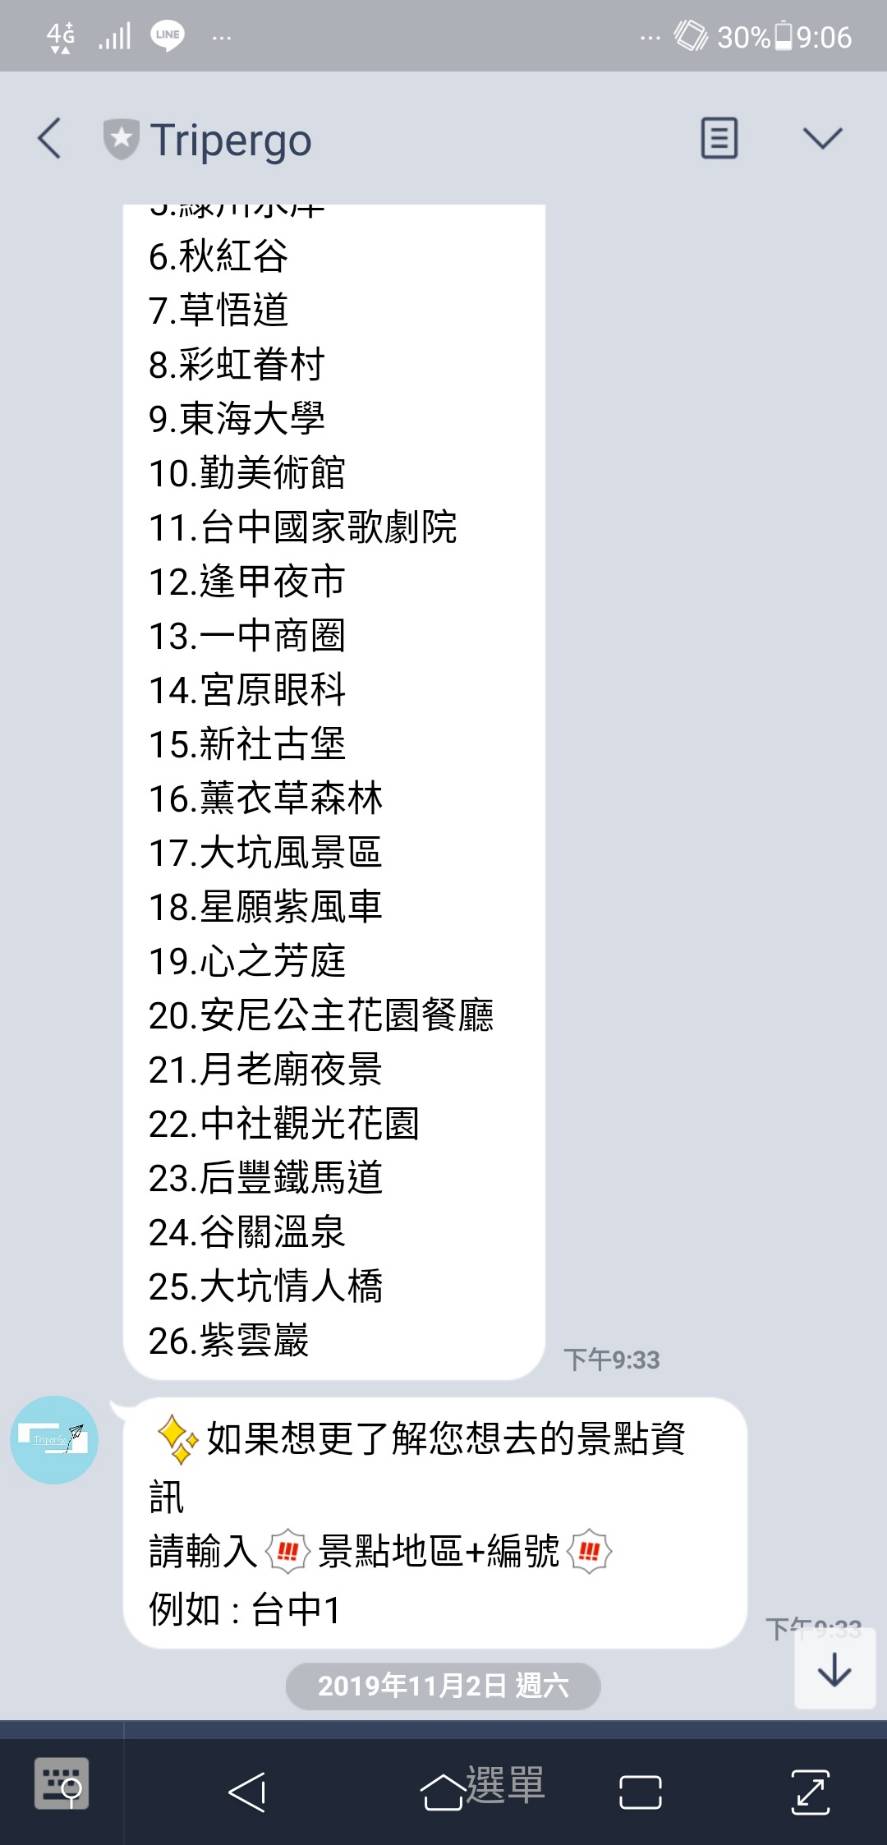 4G LINE ... ... 30% 9:06
Tripergo
5.綠川水岸
6.秋紅谷
7.草悟道
8.彩虹眷村
9.東海大學
10.勤美術館
11.台中國家歌劇院
12.逢甲夜市
13.一中商圈
14.宮原眼科
15.新社古堡
16.薰衣草森林
17.大坑風景區
18.星願紫風車
19.心之芳庭
20.安尼公主花園餐廳
21.月老廟夜景
22.中社觀光花園
23.后豐鐵馬道
24.谷關溫泉
25.大坑情人橋
26.紫雲巖
下午9:33
如果想更了解您想去的景點資
訊
請輸入!!!景點地區+編號!!!
例如 : 台中1
下午9:33
2019年11月2日 週六
選單